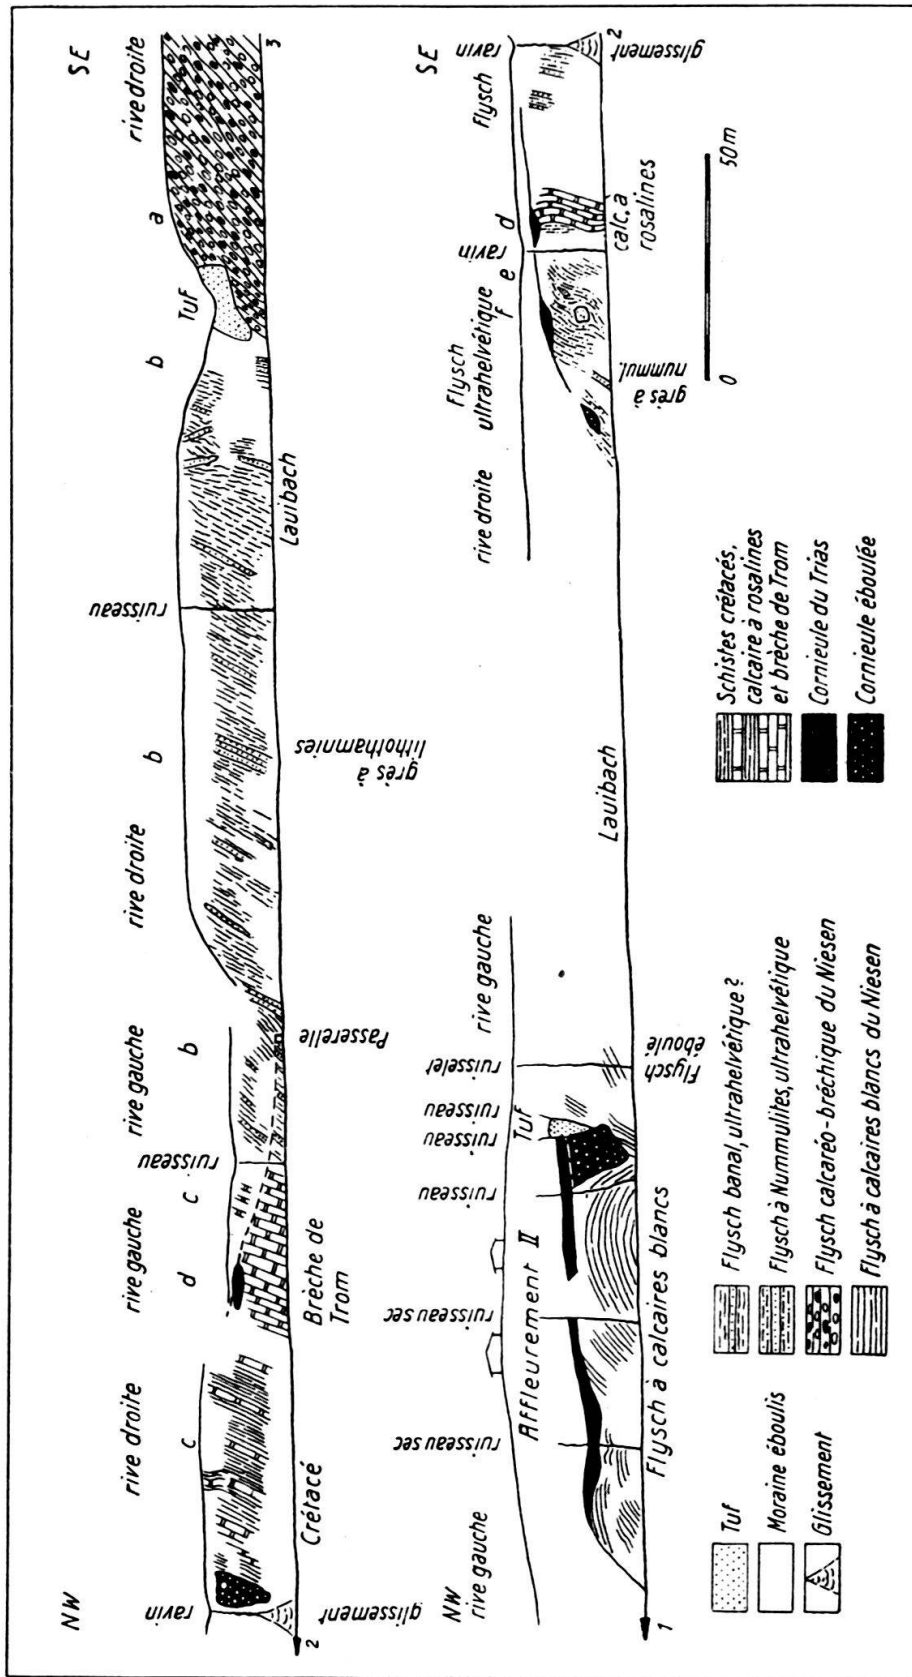 NW
SE
rive droite
rive gauche
rive gauche
rive droite
rive droite
c
d
c
b
b
b
Tuf
a
ravin
ruisseau
ruisseau
glissement
2
Crétacé
Brèche de
Trom
Passerelle
grès à
lithothamnies
Lauibach
3
NW
SE
rive gauche
rive gauche
rive droite
Flysch
ultrahelvétique
Flysch
Affleurement II
ruisseau sec
ruisseau sec
ruisseau
ruisseau
Tuf
ruisseau
ruisselet
f
e
ravin
d
ravin
1
Flysch à calcaires blancs
Flysch
éboulé
Lauibach
grès à
nummul.
calc. à
rosalines
glissement
2
0
50 m
Tuf
Moraine éboulis
Glissement
Flysch banal, ultrahelvétique ?
Flysch à Nummulites, ultrahelvétique
Flysch calcaréo-bréchique du Niesen
Flysch à calcaires blancs du Niesen
Schistes crétacés,
calcaire à rosalines
et brèche de Trom
Cornieule du Trias
Cornieule éboulée